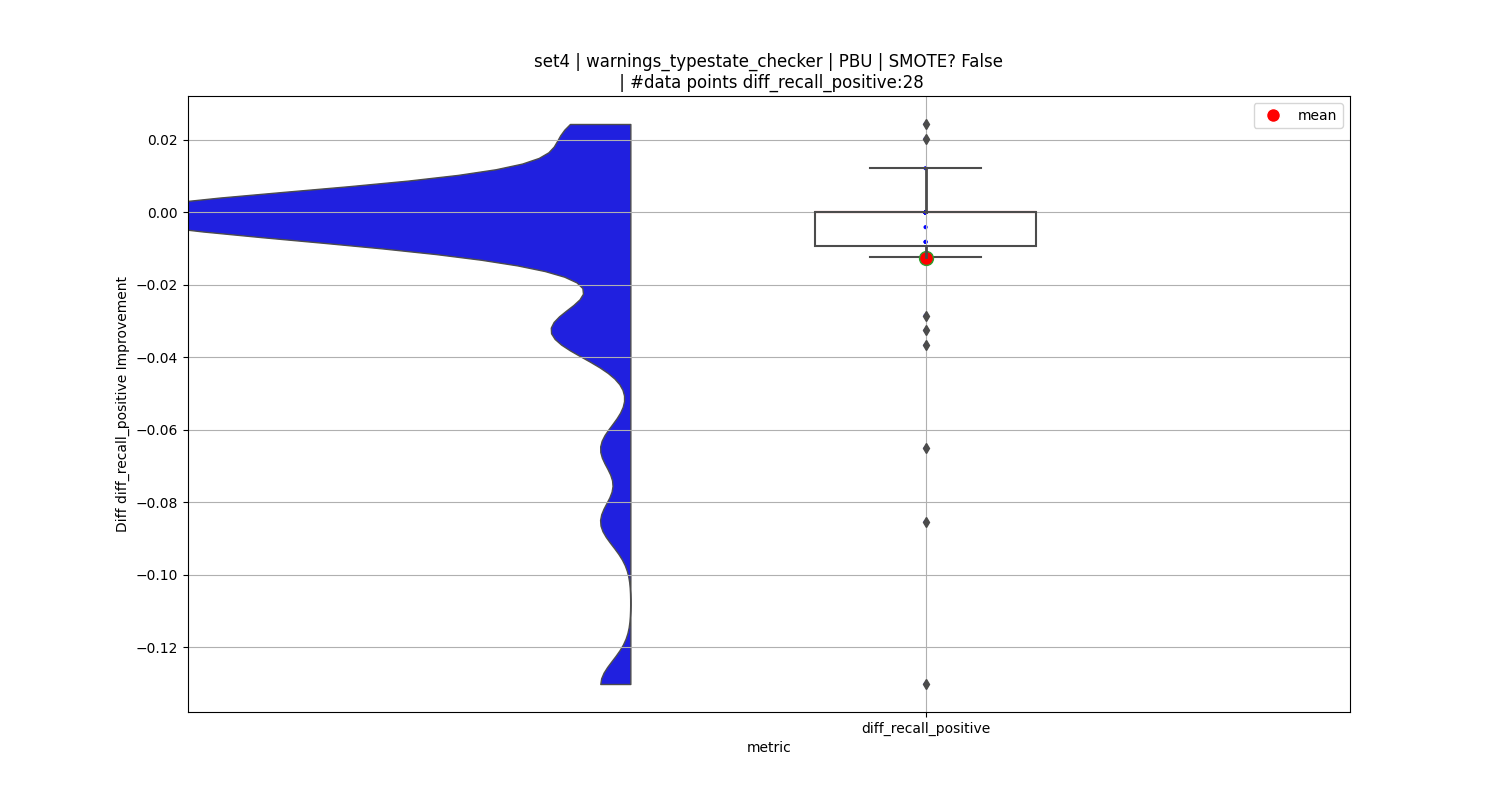 set4 | warnings_typestate_checker | PBU | SMOTE? False
| #data points diff_recall_positive:28
mean
0.02
0.00
−0.02
−0.04
−0.06
−0.08
−0.10
−0.12
Diff diff_recall_positive Improvement
diff_recall_positive
metric